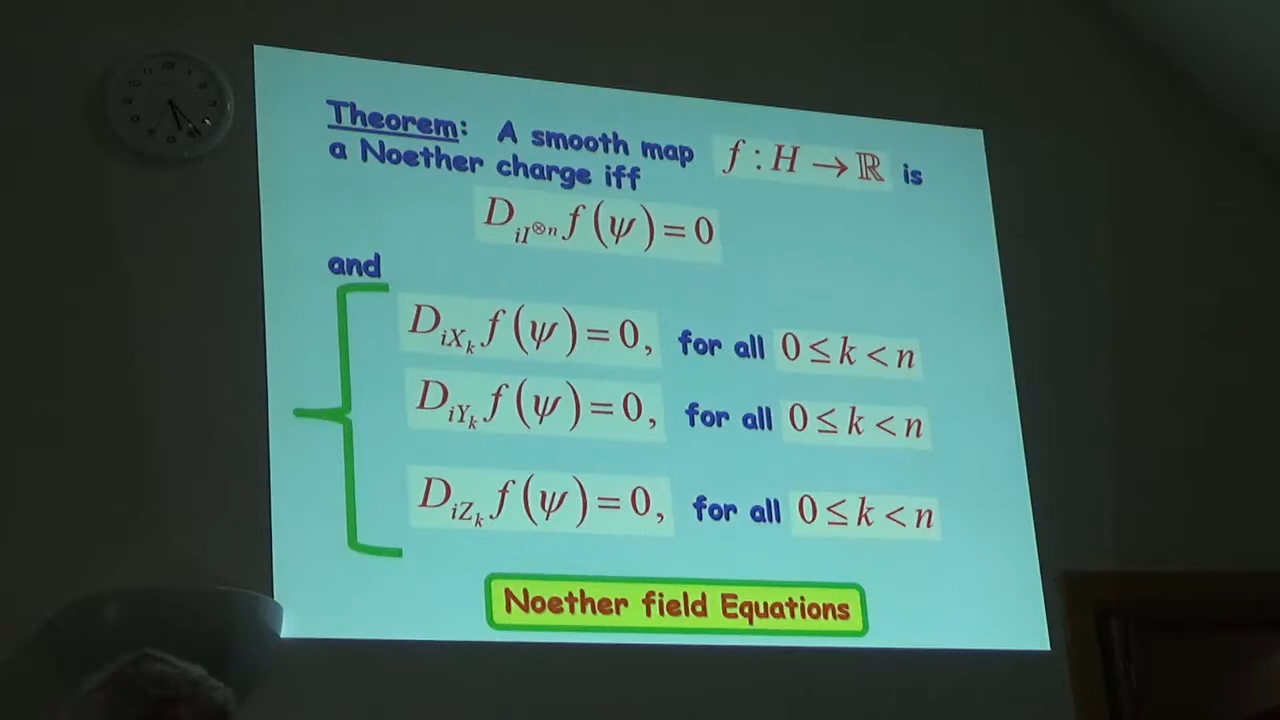 Theorem: A smooth map f : H → ℝ is
a Noether charge iff
D_{iI^{⊗n}} f(ψ) = 0
and
D_{iX_k} f(ψ) = 0, for all 0 ≤ k < n
D_{iY_k} f(ψ) = 0, for all 0 ≤ k < n
D_{iZ_k} f(ψ) = 0, for all 0 ≤ k < n
Noether field Equations